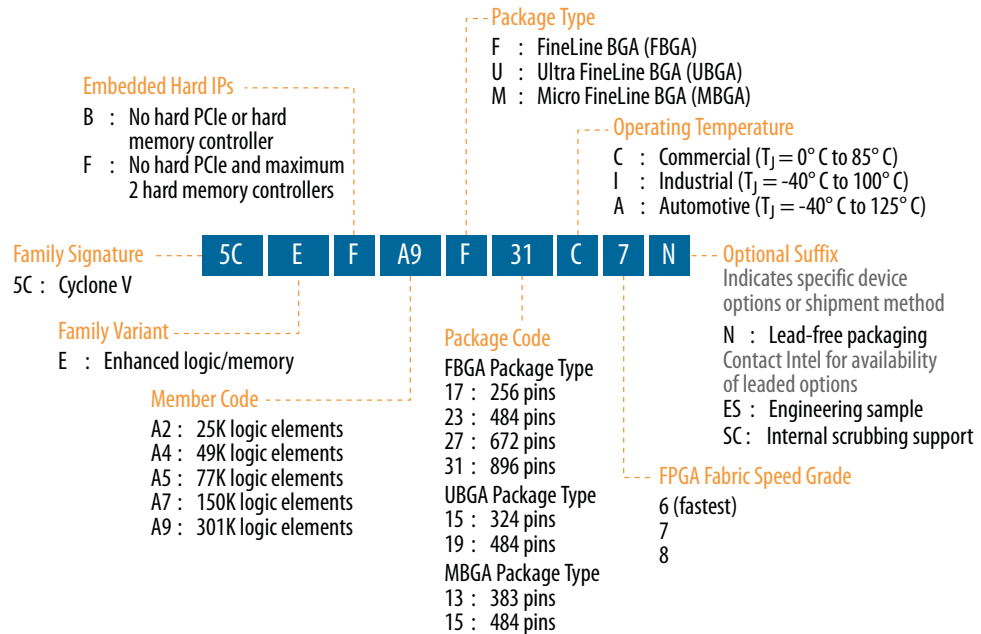 Package Type
F : FineLine BGA (FBGA)
U : Ultra FineLine BGA (UBGA)
M : Micro FineLine BGA (MBGA)
Embedded Hard IPs
B : No hard PCIe or hard
memory controller
F : No hard PCIe and maximum
2 hard memory controllers
Operating Temperature
C : Commercial (TJ = 0° C to 85° C)
I : Industrial (TJ = -40° C to 100° C)
A : Automotive (TJ = -40° C to 125° C)
Family Signature
5C : Cyclone V
5C E F A9 F 31 C 7 N
Optional Suffix
Indicates specific device
options or shipment method
N : Lead-free packaging
Contact Intel for availability
of leaded options
ES : Engineering sample
SC : Internal scrubbing support
Family Variant
E : Enhanced logic/memory
Member Code
A2 : 25K logic elements
A4 : 49K logic elements
A5 : 77K logic elements
A7 : 150K logic elements
A9 : 301K logic elements
Package Code
FBGA Package Type
17 : 256 pins
23 : 484 pins
27 : 672 pins
31 : 896 pins
UBGA Package Type
15 : 324 pins
19 : 484 pins
MBGA Package Type
13 : 383 pins
15 : 484 pins
FPGA Fabric Speed Grade
6 (fastest)
7
8